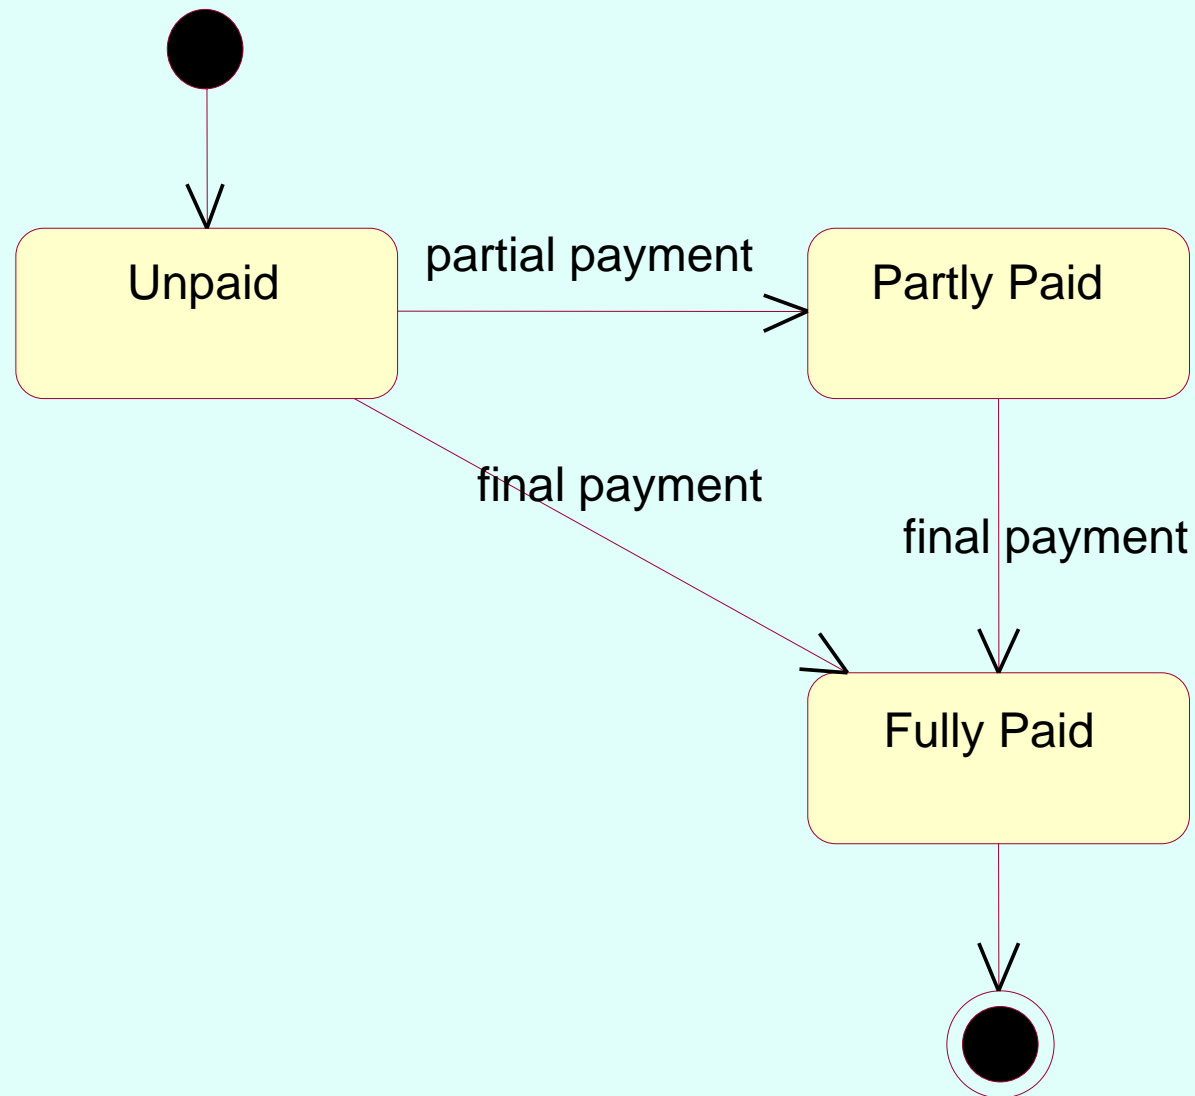 Unpaid
partial payment
Partly Paid
final payment
final payment
Fully Paid